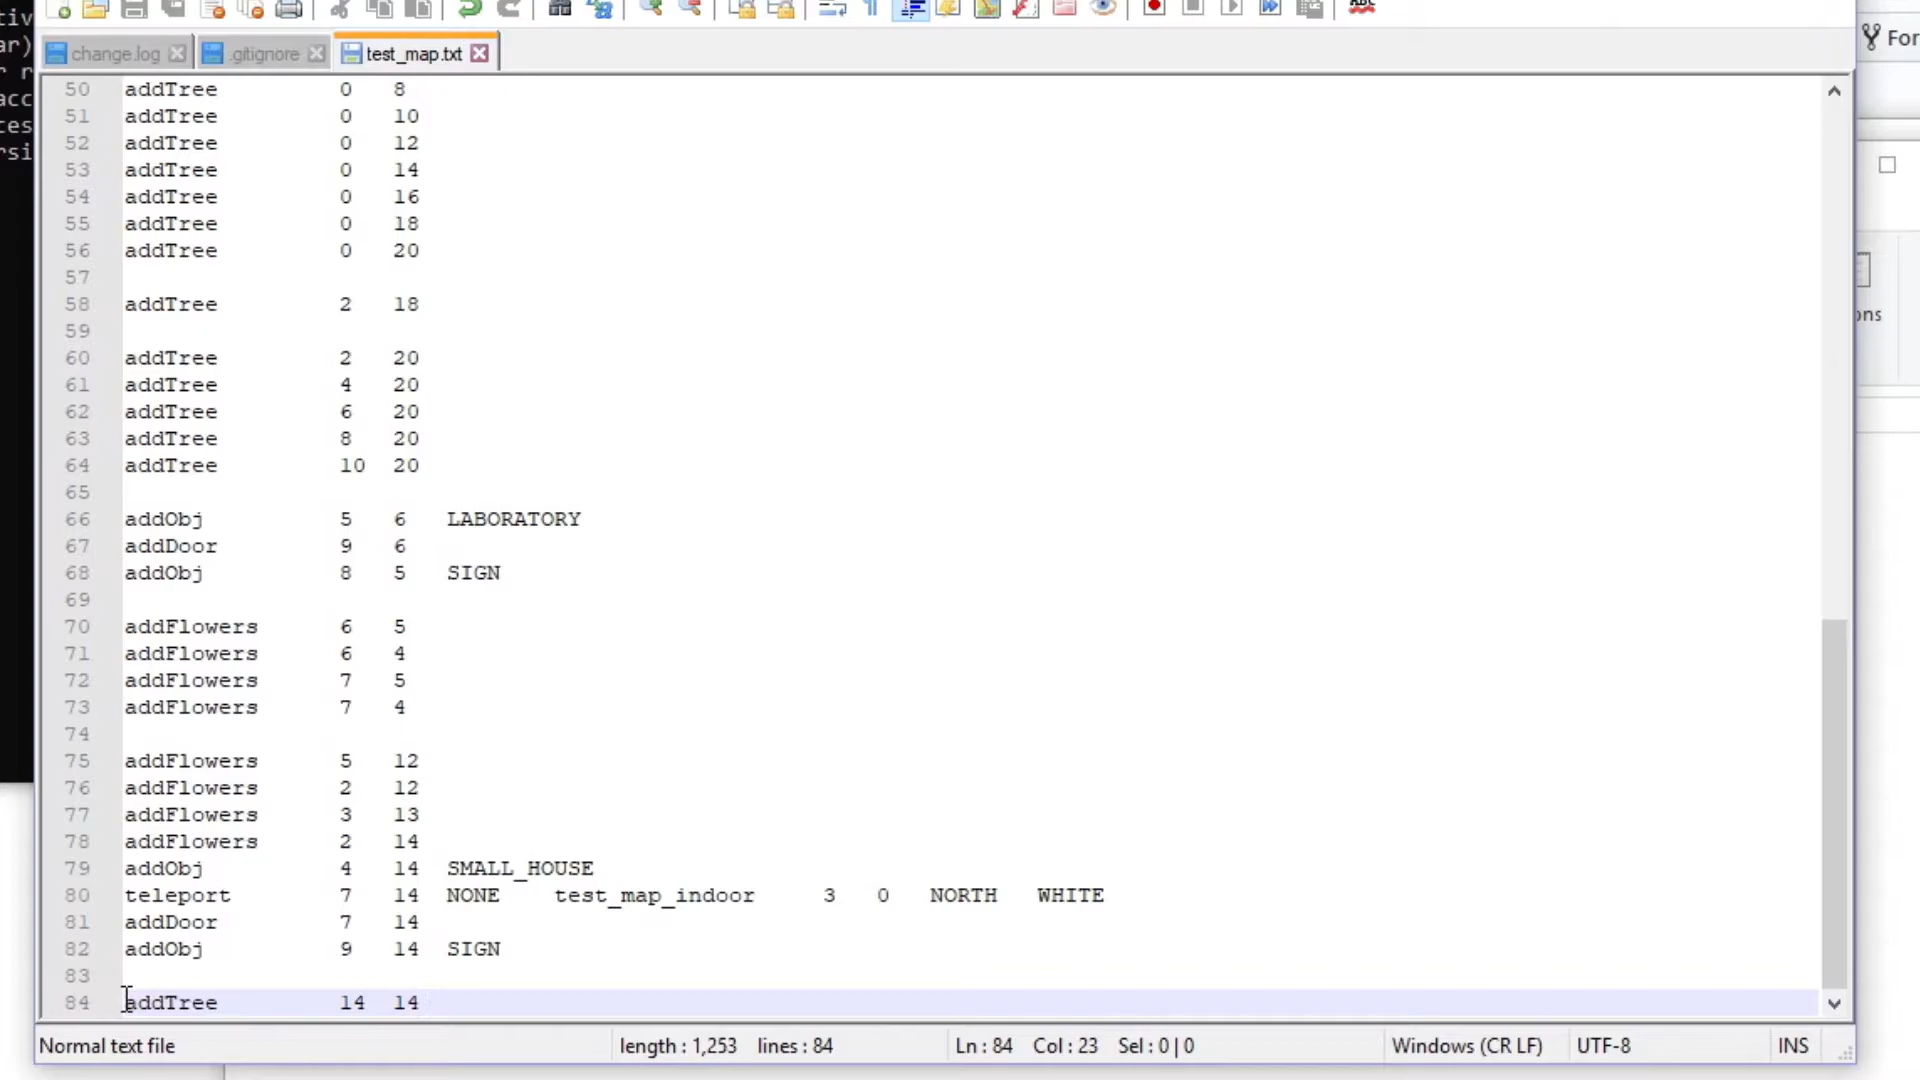 change.log .gitignore test_map.txt
50 addTree 0 8
51 addTree 0 10
52 addTree 0 12
53 addTree 0 14
54 addTree 0 16
55 addTree 0 18
56 addTree 0 20
57
58 addTree 2 18
59
60 addTree 2 20
61 addTree 4 20
62 addTree 6 20
63 addTree 8 20
64 addTree 10 20
65
66 addObj 5 6 LABORATORY
67 addDoor 9 6
68 addObj 8 5 SIGN
69
70 addFlowers 6 5
71 addFlowers 6 4
72 addFlowers 7 5
73 addFlowers 7 4
74
75 addFlowers 5 12
76 addFlowers 2 12
77 addFlowers 3 13
78 addFlowers 2 14
79 addObj 4 14 SMALL_HOUSE
80 teleport 7 14 NONE test_map_indoor 3 0 NORTH WHITE
81 addDoor 7 14
82 addObj 9 14 SIGN
83
84 addTree 14 14
Normal text file length : 1,253 lines : 84 Ln : 84 Col : 23 Sel : 0 | 0 Windows (CR LF) UTF-8 INS